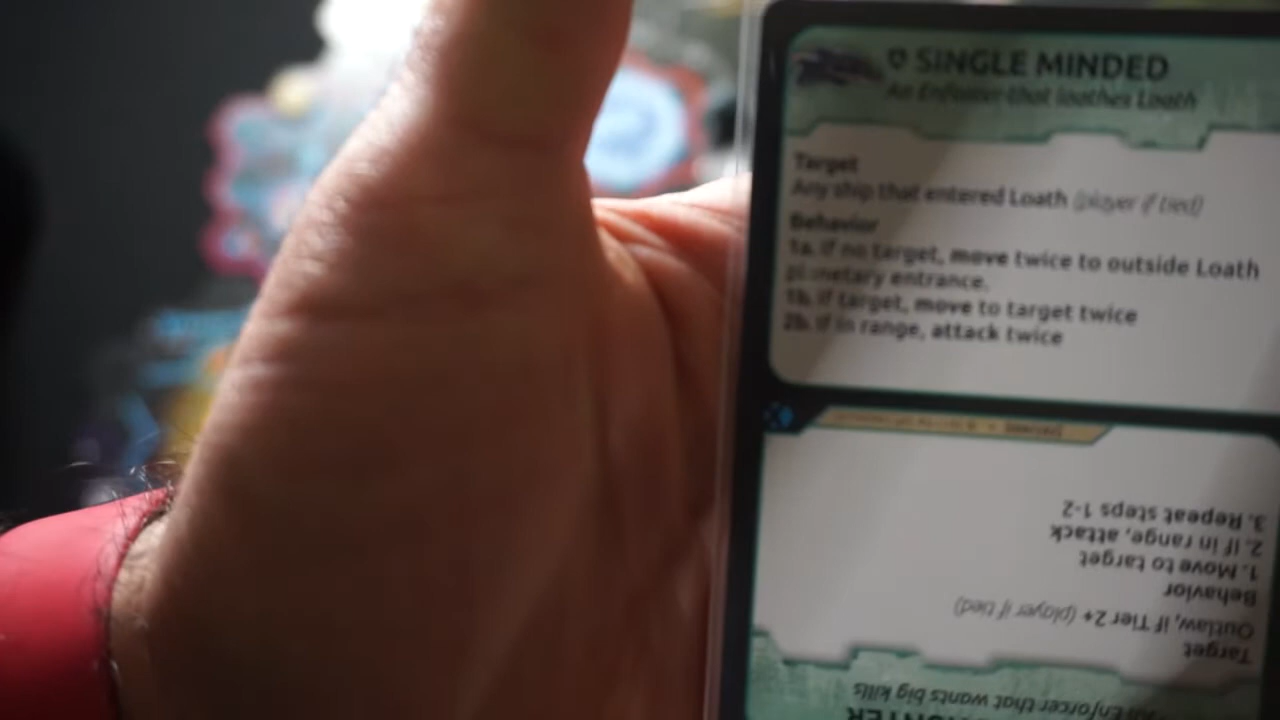 SINGLE MINDED
An Enforcer that loathes Loath
Target
Any ship that entered Loath (player if tied)
Behavior
1a. If no target, move twice to outside Loath
planetary entrance.
1b. If target, move to target twice
2b. If in range, attack twice
Enforcer that wants big kills
Target
Outlaw, if Tier 2+ (player if tied)
Behavior
1. Move to target
2. If in range, attack
3. Repeat steps 1-2